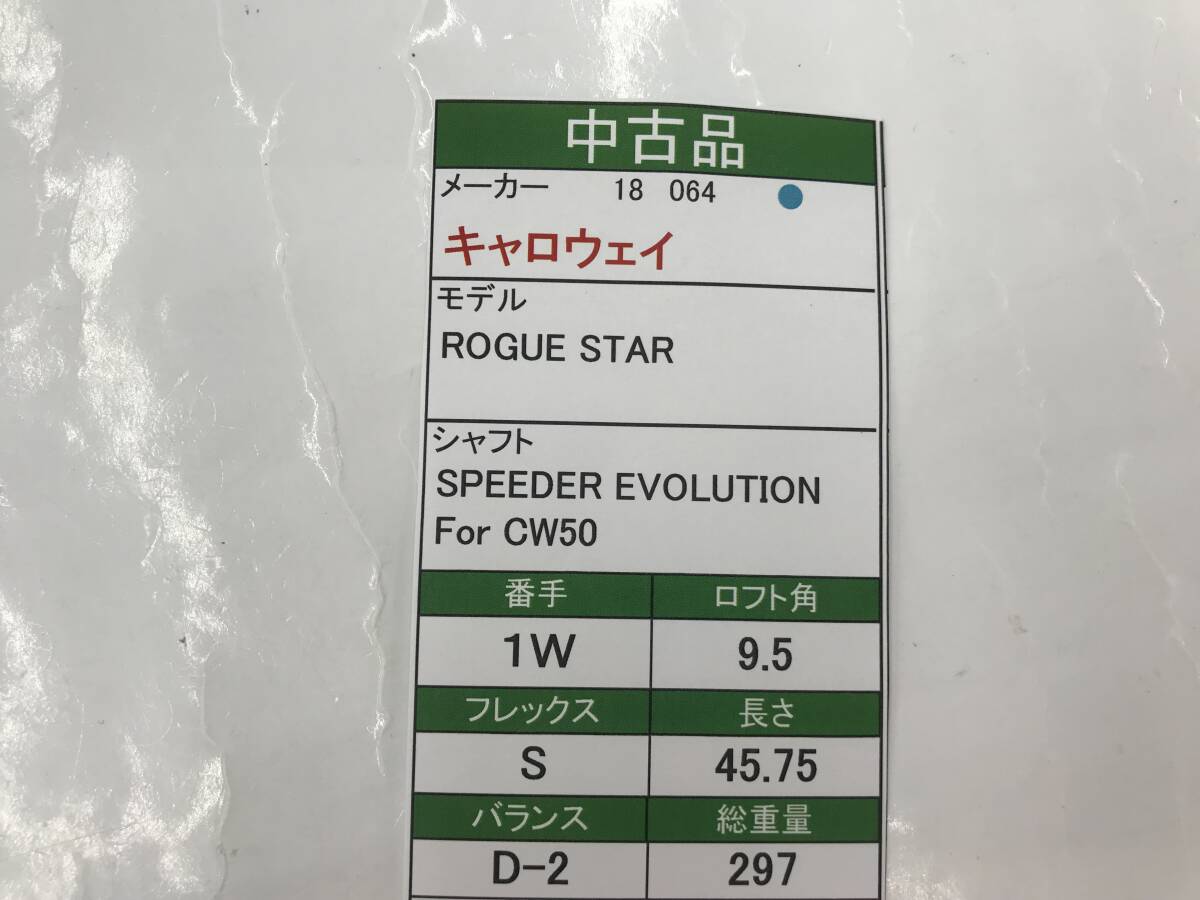 中古品
メーカー 18 064
キャロウェイ
モデル
ROGUE STAR
シャフト
SPEEDER EVOLUTION
For CW50
番手 ロフト角
1W 9.5
フレックス 長さ
S 45.75
バランス 総重量
D-2 297